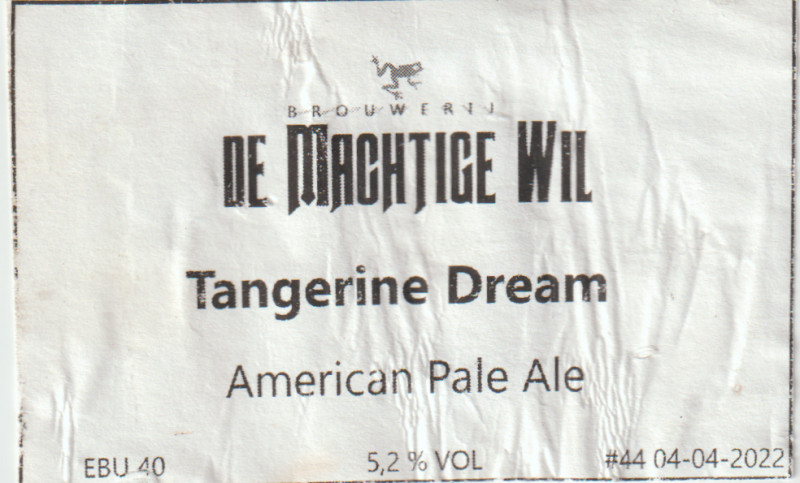 BROUWERIJ
DE MACHTIGE WIL
Tangerine Dream
American Pale Ale
EBU 40 5,2 % VOL #44 04-04-2022